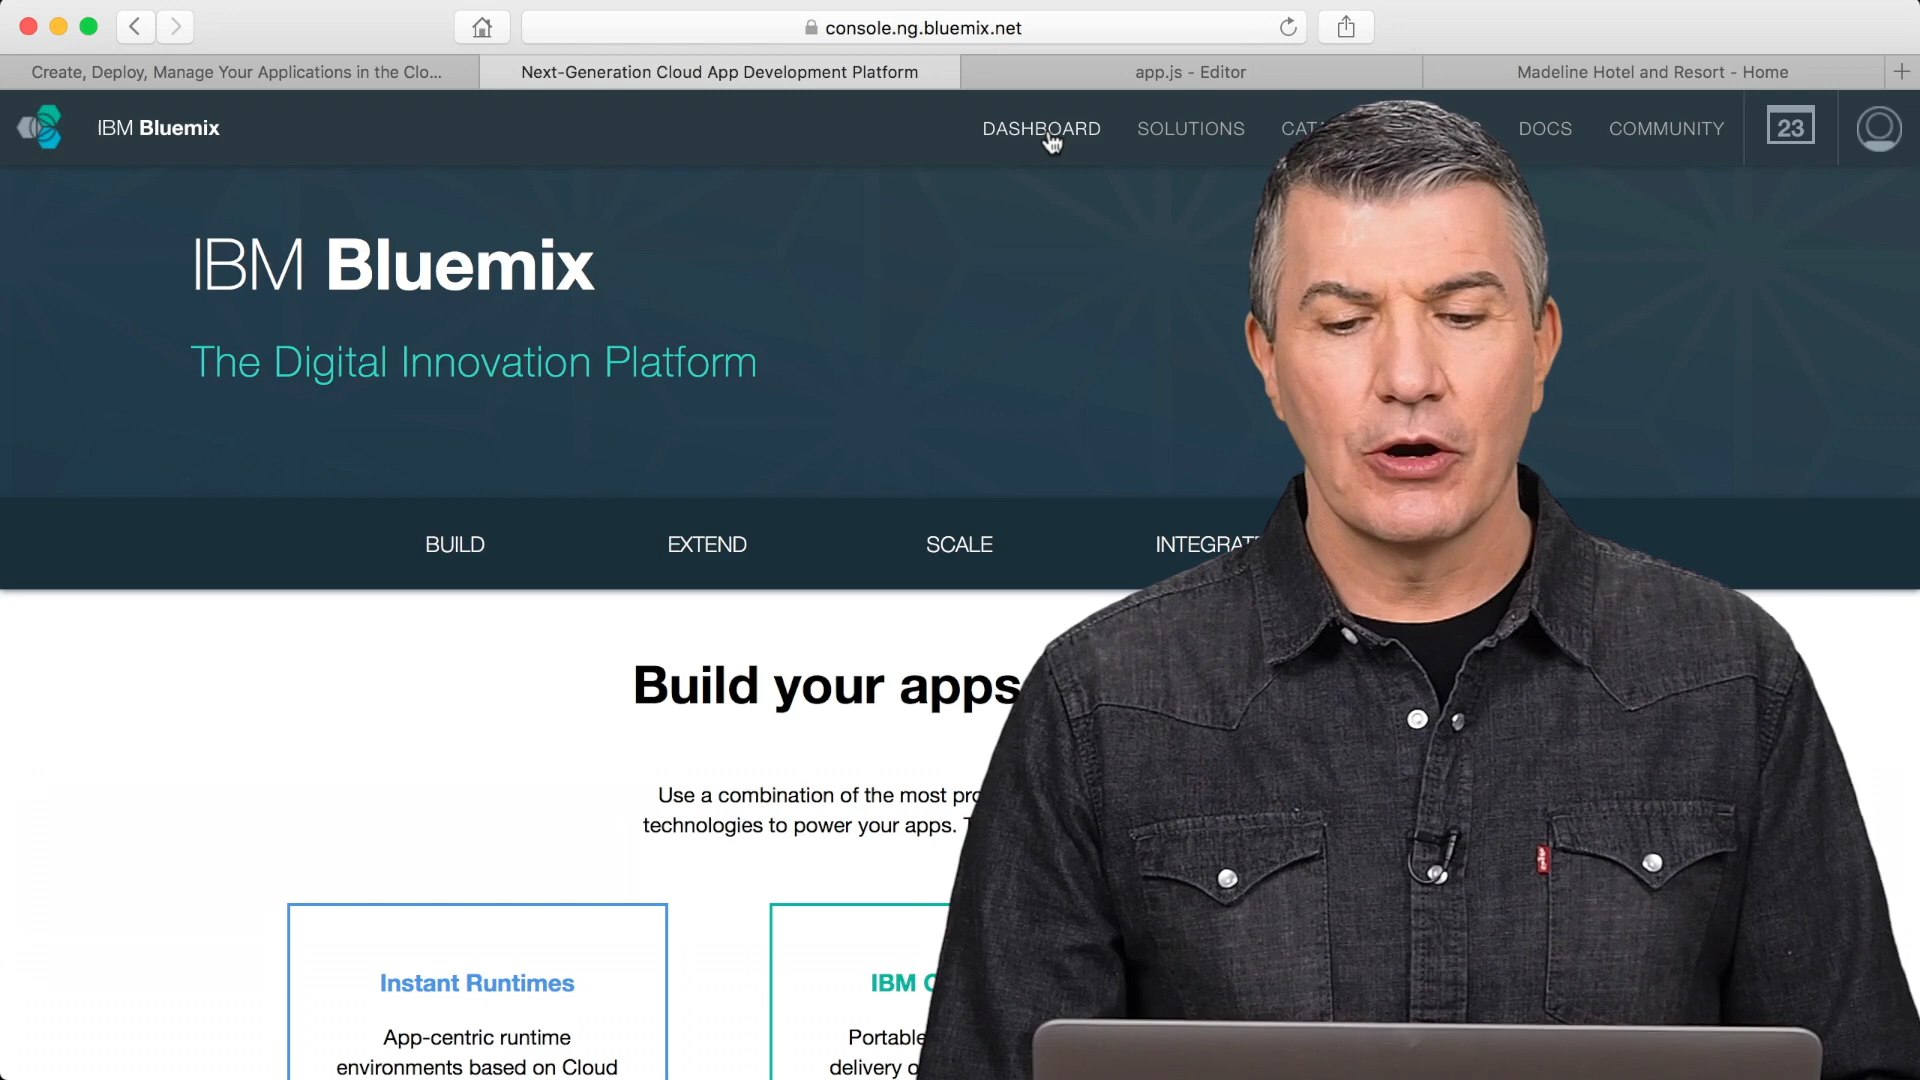 console.ng.bluemix.net
Create, Deploy, Manage Your Applications in the Clo...
Next-Generation Cloud App Development Platform
app.js - Editor
Madeline Hotel and Resort - Home
IBM Bluemix
DASHBOARD
SOLUTIONS
DOCS
COMMUNITY
23
IBM Bluemix
The Digital Innovation Platform
BUILD
EXTEND
SCALE
INTEGRATE
Build your apps
Use a combination of the most
technologies to power your apps.
Instant Runtimes
IBM
App-centric runtime
environments based on Cloud
Portable
delivery